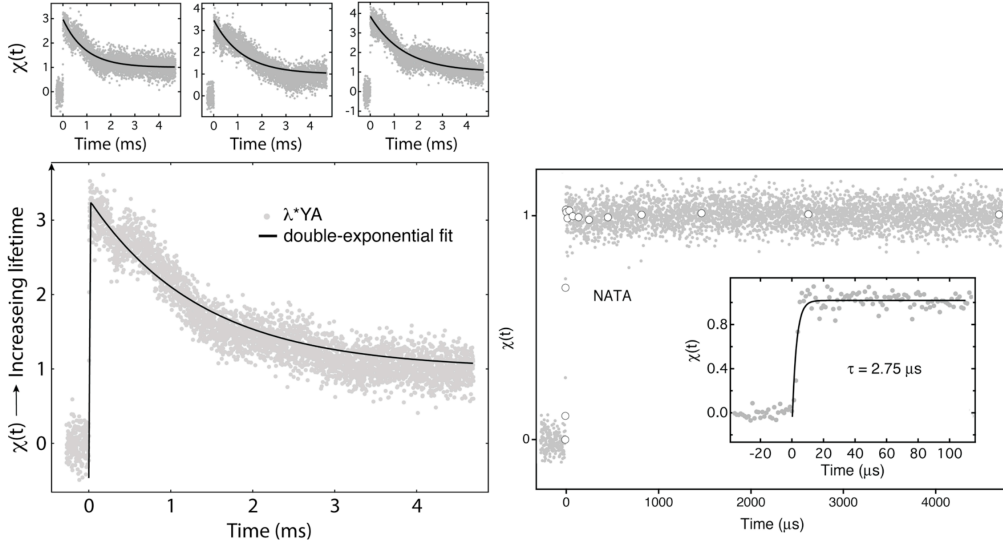 3
2
1
0
χ(t)
0 1 2 3 4
Time (ms)
4
3
2
1
0
0 1 2 3 4
Time (ms)
4
3
2
1
0
-1
0 1 2 3 4
Time (ms)
3
2
1
0
χ(t) → Increaseing lifetime
λ*YA
double-exponential fit
0 1 2 3 4
Time (ms)
1
0
χ(t)
NATA
0 1000 2000 3000 4000
Time (μs)
0.8
0.4
0.0
χ(t)
τ = 2.75 μs
-20 0 20 40 60 80 100
Time (μs)